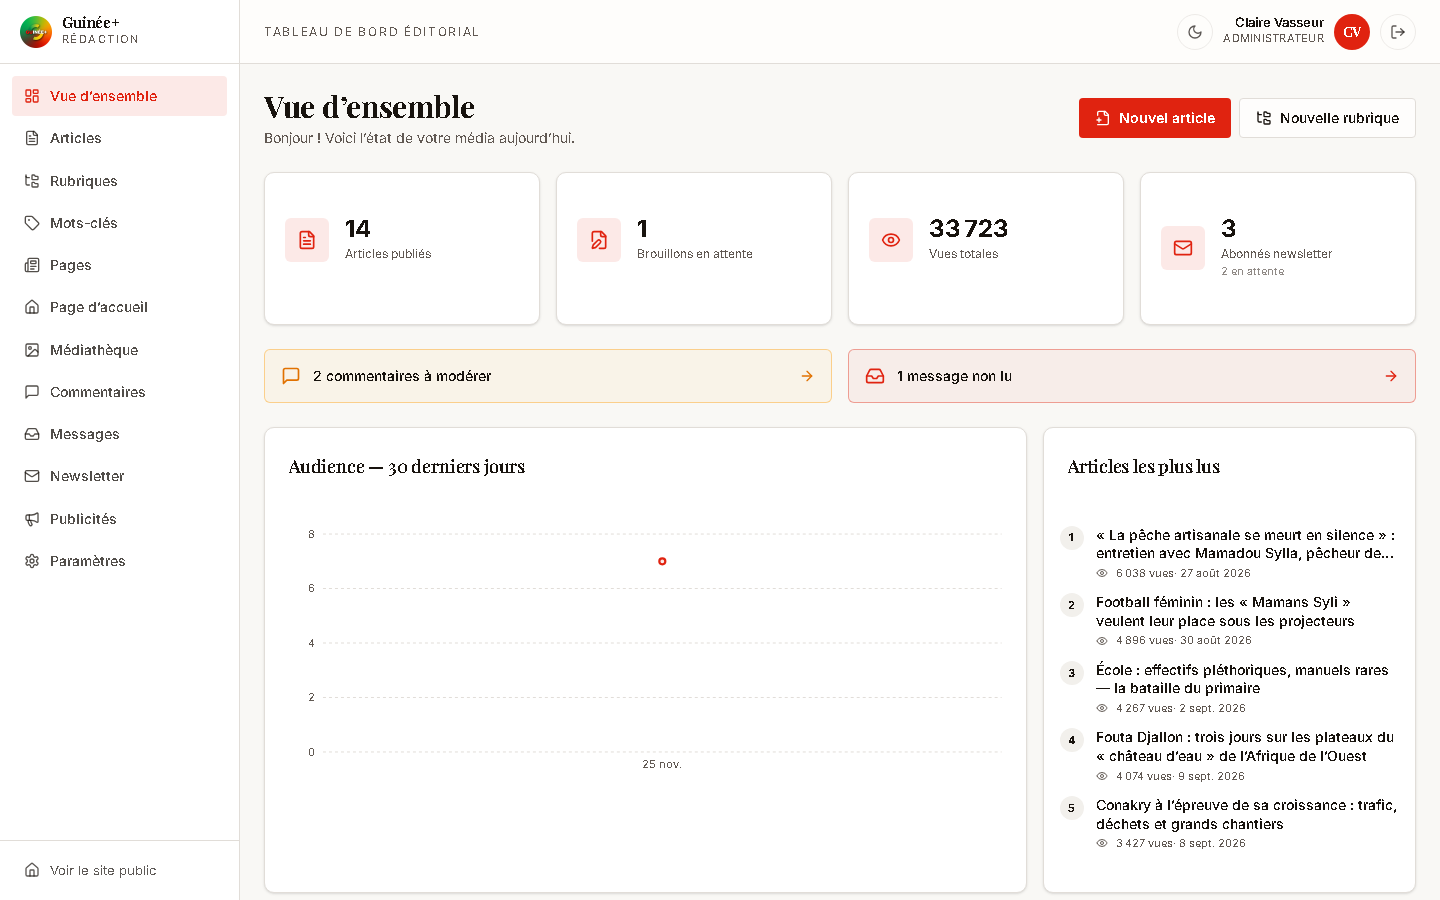 Guinée+
RÉDACTION
TABLEAU DE BORD ÉDITORIAL
Claire Vasseur
ADMINISTRATEUR
CV
Vue d'ensemble
Articles
Rubriques
Mots-clés
Pages
Page d'accueil
Médiathèque
Commentaires
Messages
Newsletter
Publicités
Paramètres
Voir le site public
Vue d'ensemble
Bonjour ! Voici l'état de votre média aujourd'hui.
Nouvel article
Nouvelle rubrique
14
Articles publiés
1
Brouillons en attente
33 723
Vues totales
3
Abonnés newsletter
2 en attente
2 commentaires à modérer
1 message non lu
Audience — 30 derniers jours
8
6
4
2
0
25 nov.
Articles les plus lus
1
« La pêche artisanale se meurt en silence » :
entretien avec Mamadou Sylla, pêcheur de...
6 038 vues· 27 août 2026
2
Football féminin : les « Mamans Syli »
veulent leur place sous les projecteurs
4 896 vues· 30 août 2026
3
École : effectifs pléthoriques, manuels rares
— la bataille du primaire
4 267 vues· 2 sept. 2026
4
Fouta Djallon : trois jours sur les plateaux du
« château d'eau » de l'Afrique de l'Ouest
4 074 vues· 9 sept. 2026
5
Conakry à l'épreuve de sa croissance : trafic,
déchets et grands chantiers
3 427 vues· 8 sept. 2026